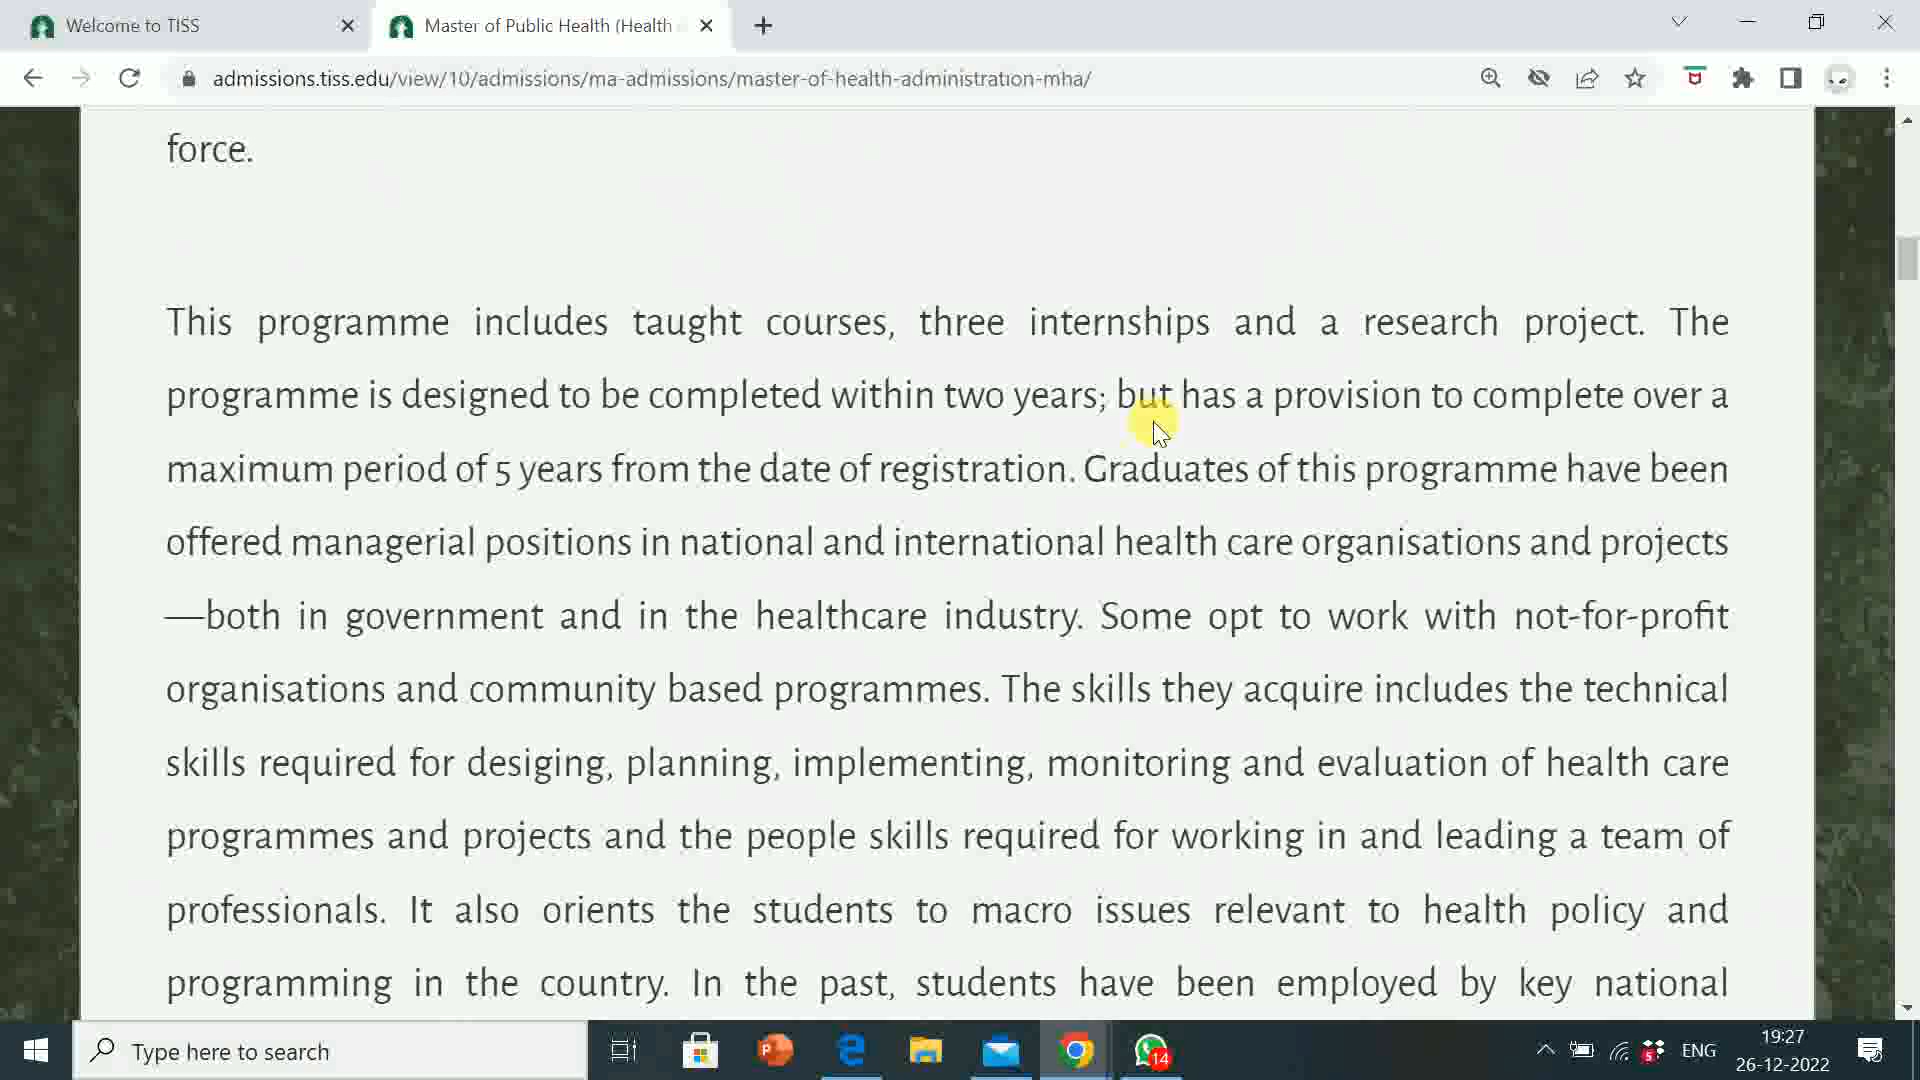 Welcome to TISS
Master of Public Health (Health
admissions.tiss.edu/view/10/admissions/ma-admissions/master-of-health-administration-mha/
force.
This programme includes taught courses, three internships and a research project. The
programme is designed to be completed within two years; but has a provision to complete over a
maximum period of 5 years from the date of registration. Graduates of this programme have been
offered managerial positions in national and international health care organisations and projects
—both in government and in the healthcare industry. Some opt to work with not-for-profit
organisations and community based programmes. The skills they acquire includes the technical
skills required for desiging, planning, implementing, monitoring and evaluation of health care
programmes and projects and the people skills required for working in and leading a team of
professionals. It also orients the students to macro issues relevant to health policy and
programming in the country. In the past, students have been employed by key national
Type here to search
14
5
ENG
19:27
26-12-2022